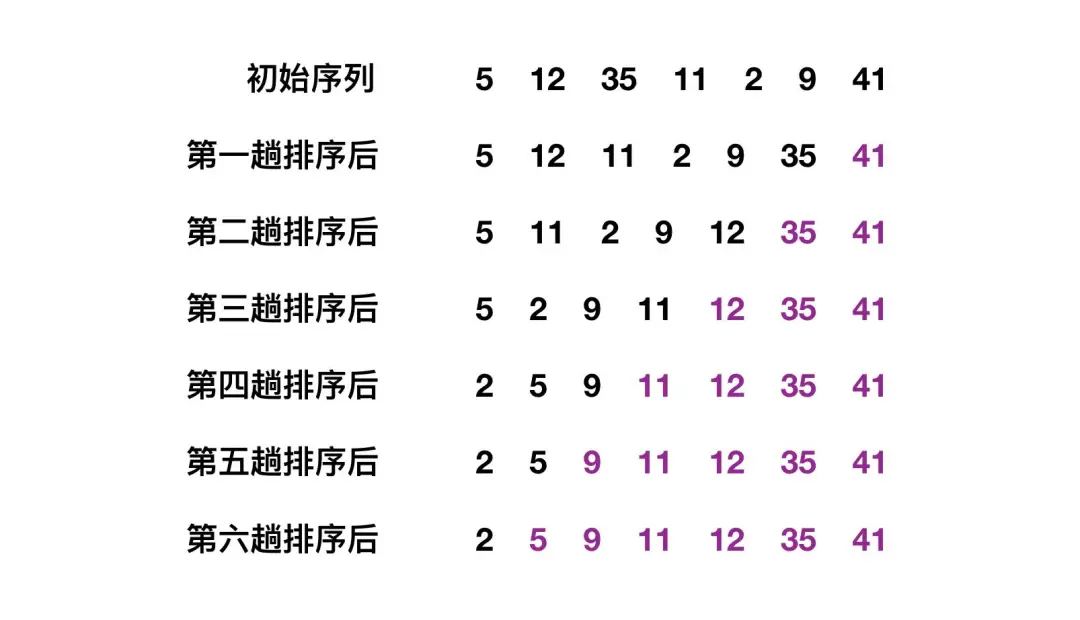 初始序列 5 12 35 11 2 9 41
第一趟排序后 5 12 11 2 9 35 41
第二趟排序后 5 11 2 9 12 35 41
第三趟排序后 5 2 9 11 12 35 41
第四趟排序后 2 5 9 11 12 35 41
第五趟排序后 2 5 9 11 12 35 41
第六趟排序后 2 5 9 11 12 35 41